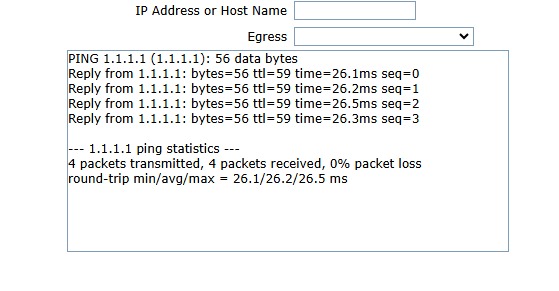 IP Address or Host Name
Egress
PING 1.1.1.1 (1.1.1.1): 56 data bytes
Reply from 1.1.1.1: bytes=56 ttl=59 time=26.1ms seq=0
Reply from 1.1.1.1: bytes=56 ttl=59 time=26.2ms seq=1
Reply from 1.1.1.1: bytes=56 ttl=59 time=26.5ms seq=2
Reply from 1.1.1.1: bytes=56 ttl=59 time=26.3ms seq=3
--- 1.1.1.1 ping statistics ---
4 packets transmitted, 4 packets received, 0% packet loss
round-trip min/avg/max = 26.1/26.2/26.5 ms